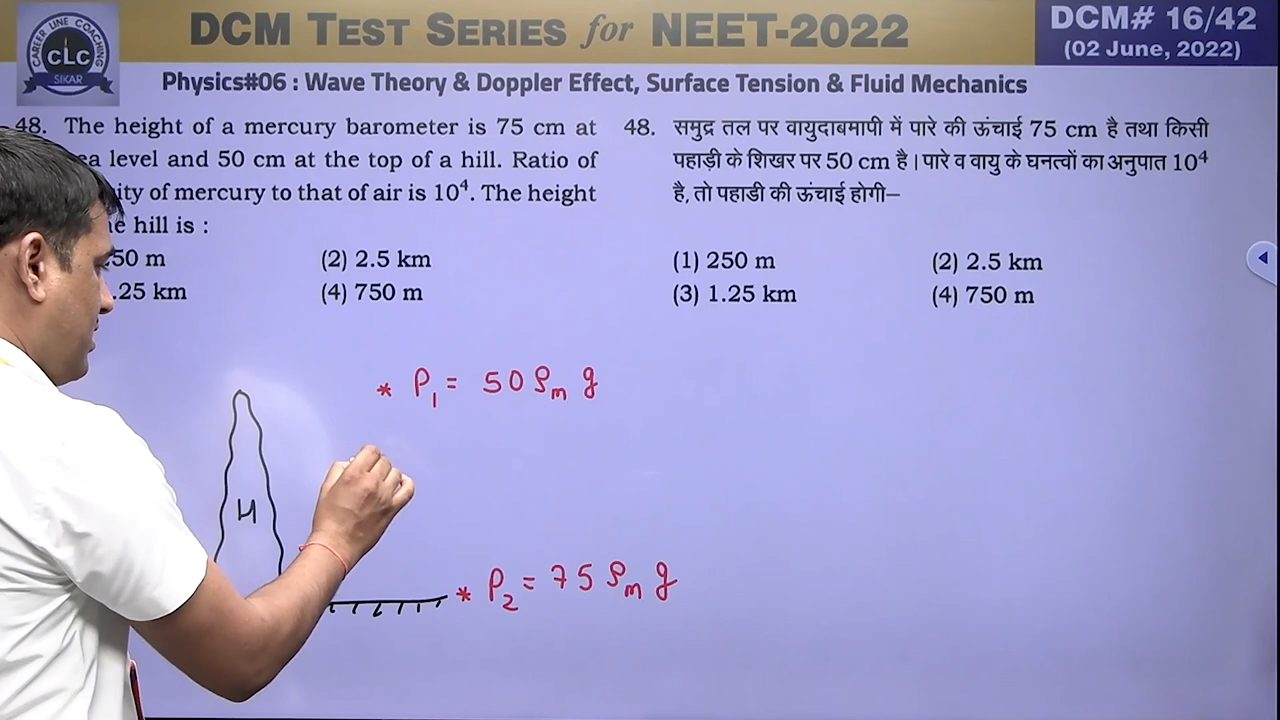 DCM TEST SERIES for NEET-2022
DCM# 16/42
(02 June, 2022)
CAREER LINE COACHING
CLC
SIKAR
Physics#06 : Wave Theory & Doppler Effect, Surface Tension & Fluid Mechanics
48. The height of a mercury barometer is 75 cm at
level and 50 cm at the top of a hill. Ratio of
of mercury to that of air is 10⁴. The height
hill is :
50 m (2) 2.5 km
.25 km (4) 750 m
48. समुद्र तल पर वायुदाबमापी में पारे की ऊंचाई 75 cm है तथा किसी
पहाड़ी के शिखर पर 50 cm है। पारे व वायु के घनत्वों का अनुपात 10⁴
है, तो पहाडी की ऊंचाई होगी–
(1) 250 m (2) 2.5 km
(3) 1.25 km (4) 750 m
* P₁ = 50 ρₘ g
H
* P₂ = 75 ρₘ g